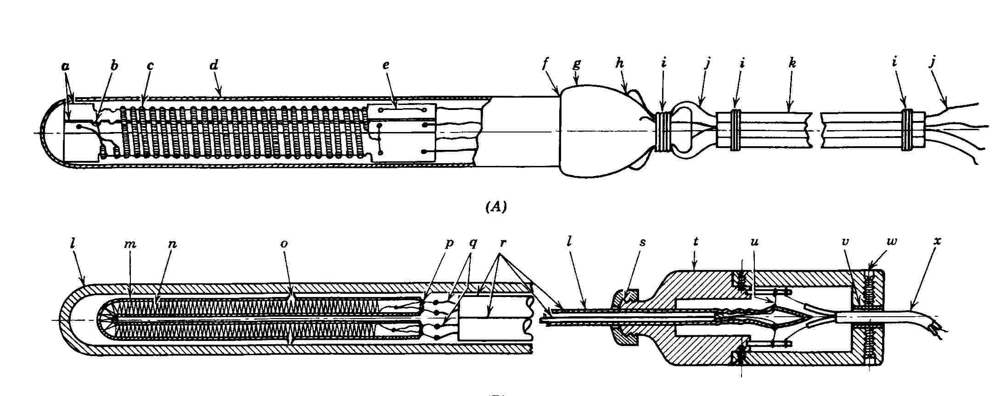 a b c d e f g h i j i k i j
(A)
l m n o p q r l s t u v w x